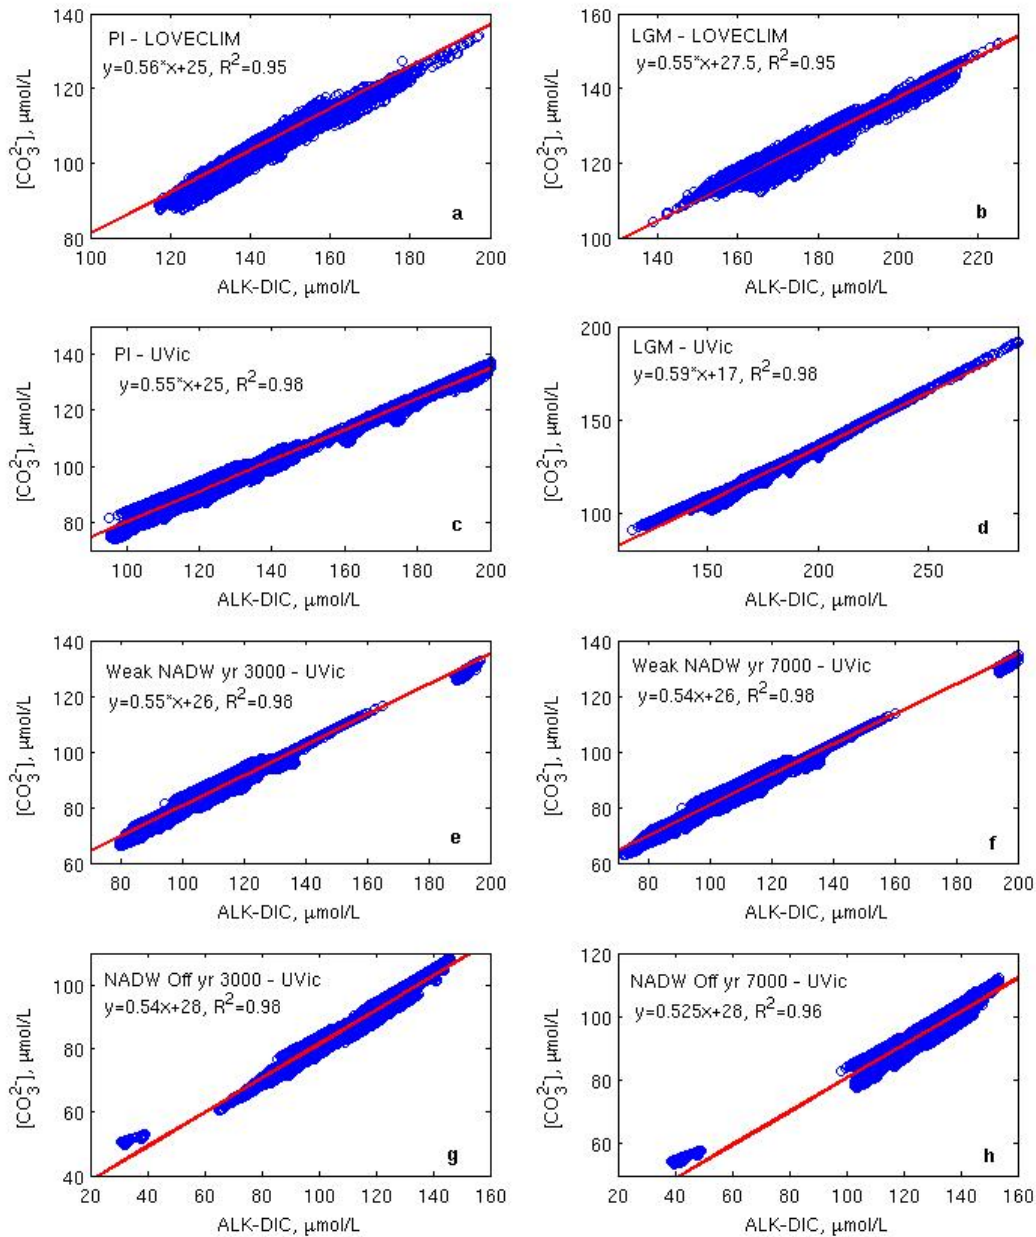 140
120
100
80
[CO₃²⁻], μmol/L
PI - LOVECLIM
y=0.56*x+25, R²=0.95
a
100 120 140 160 180 200
ALK-DIC, μmol/L
160
140
120
100
[CO₃²⁻], μmol/L
LGM - LOVECLIM
y=0.55*x+27.5, R²=0.95
b
140 160 180 200 220
ALK-DIC, μmol/L
140
120
100
80
[CO₃²⁻], μmol/L
PI - UVic
y=0.55*x+25, R²=0.98
c
100 120 140 160 180 200
ALK-DIC, μmol/L
200
150
100
[CO₃²⁻], μmol/L
LGM - UVic
y=0.59*x+17, R²=0.98
d
150 200 250
ALK-DIC, μmol/L
140
120
100
80
60
[CO₃²⁻], μmol/L
Weak NADW yr 3000 - UVic
y=0.55*x+26, R²=0.98
e
80 100 120 140 160 180 200
ALK-DIC, μmol/L
140
120
100
80
60
[CO₃²⁻], μmol/L
Weak NADW yr 7000 - UVic
y=0.54x+26, R²=0.98
f
80 100 120 140 160 180 200
ALK-DIC, μmol/L
100
80
60
40
[CO₃²⁻], μmol/L
NADW Off yr 3000 - UVic
y=0.54x+28, R²=0.98
g
20 40 60 80 100 120 140 160
ALK-DIC, μmol/L
120
100
80
60
[CO₃²⁻], μmol/L
NADW Off yr 7000 - UVic
y=0.525x+28, R²=0.96
h
20 40 60 80 100 120 140 160
ALK-DIC, μmol/L